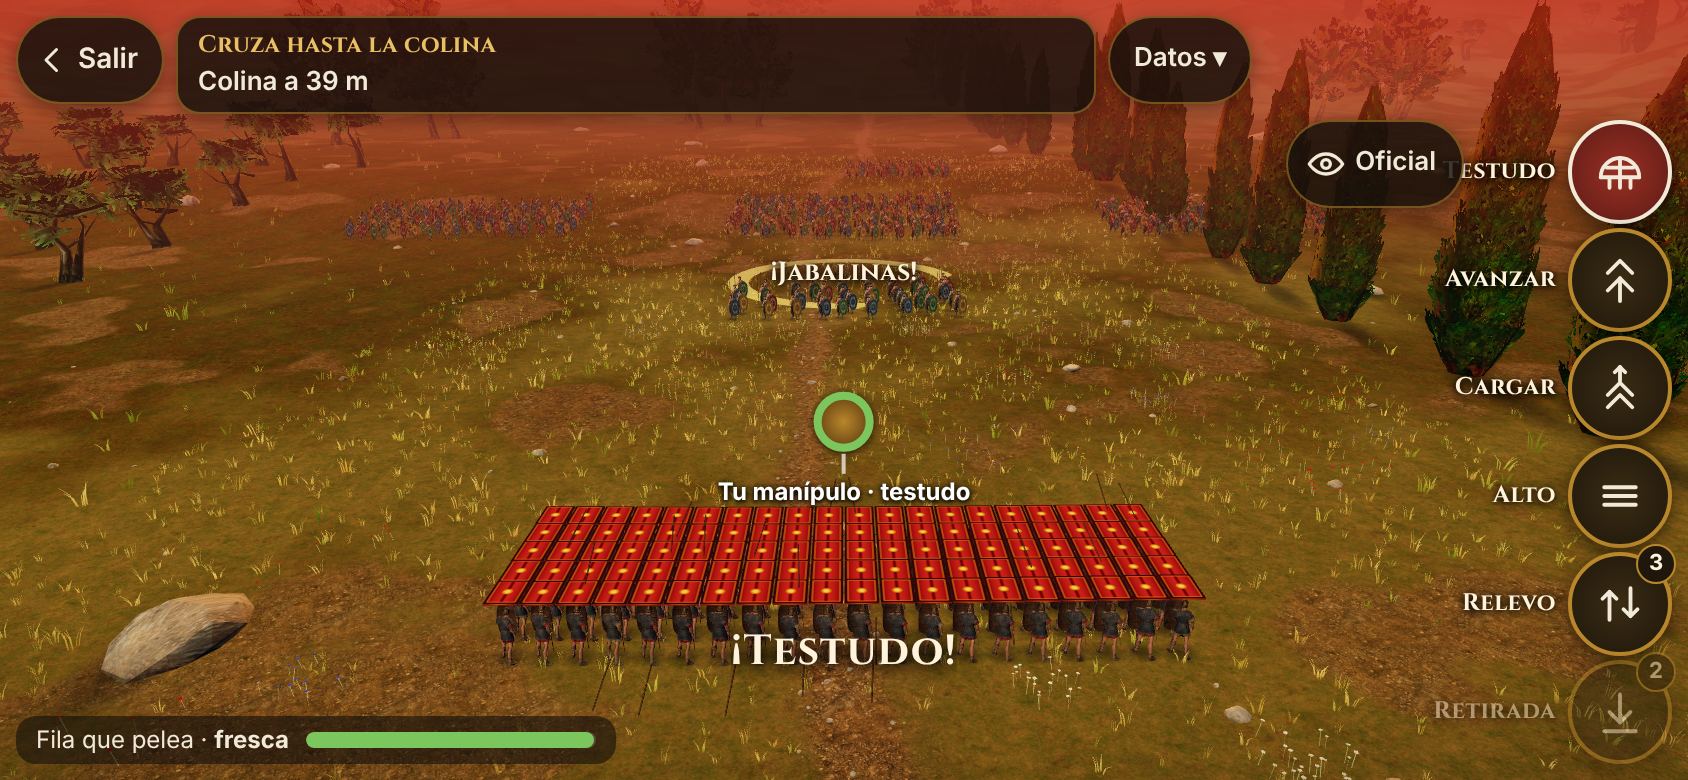 Salir
Cruza hasta la colina
Colina a 39 m
Datos ▾
Oficial
Testudo
Avanzar
¡Jabalinas!
Cargar
Tu manípulo · testudo
Alto
3
Relevo
¡Testudo!
2
Retirada
Fila que pelea · fresca